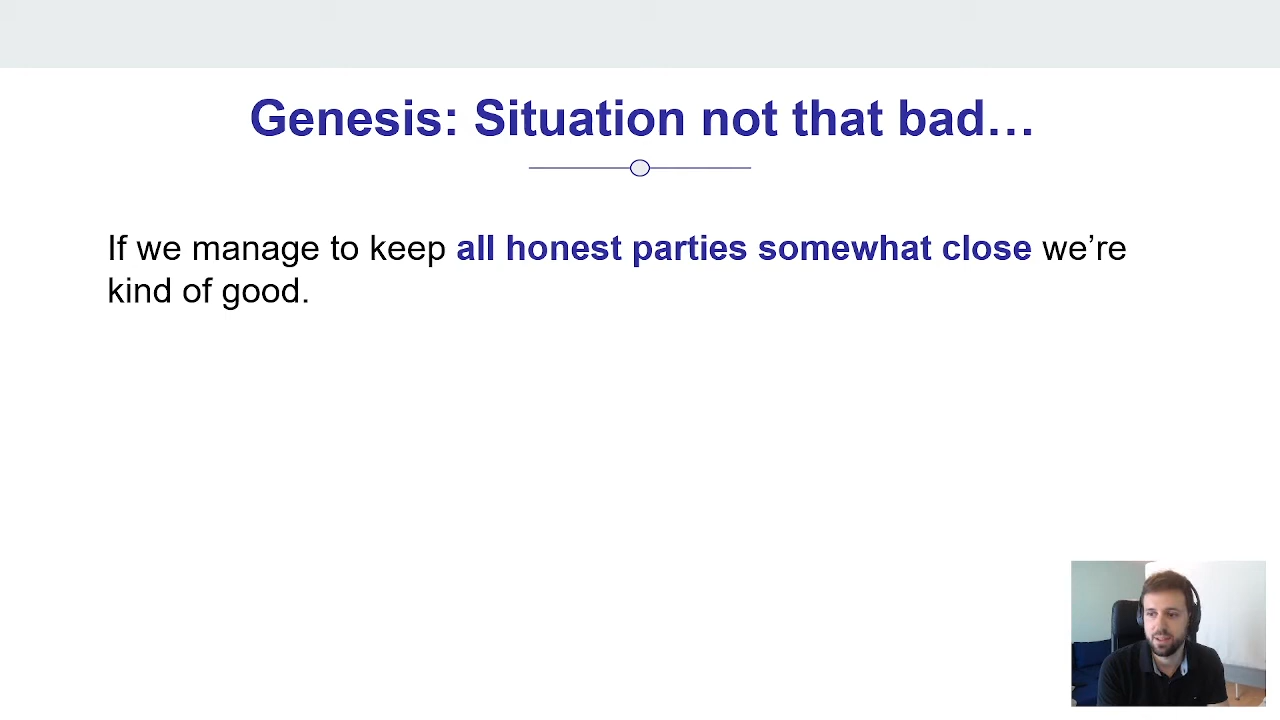 Genesis: Situation not that bad…
If we manage to keep all honest parties somewhat close we’re
kind of good.